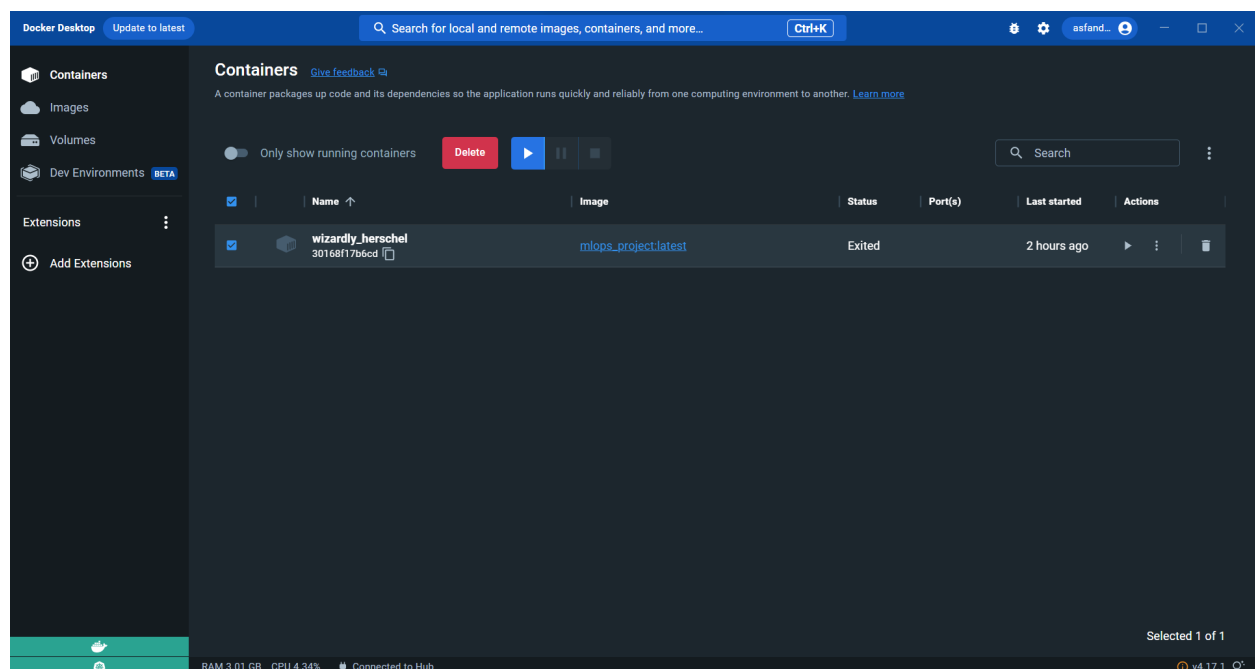 Docker Desktop Update to latest Search for local and remote images, containers, and more... Ctrl+K asfand...
Containers
Images
Volumes
Dev Environments BETA
Extensions
Add Extensions
Containers Give feedback
A container packages up code and its dependencies so the application runs quickly and reliably from one computing environment to another. Learn more
Only show running containers Delete Search
Name Image Status Port(s) Last started Actions
wizardly_herschel
30168f17b6cd mlops_project:latest Exited 2 hours ago
Selected 1 of 1
RAM 3.01 GB CPU 4.34% Connected to Hub v4.17.1